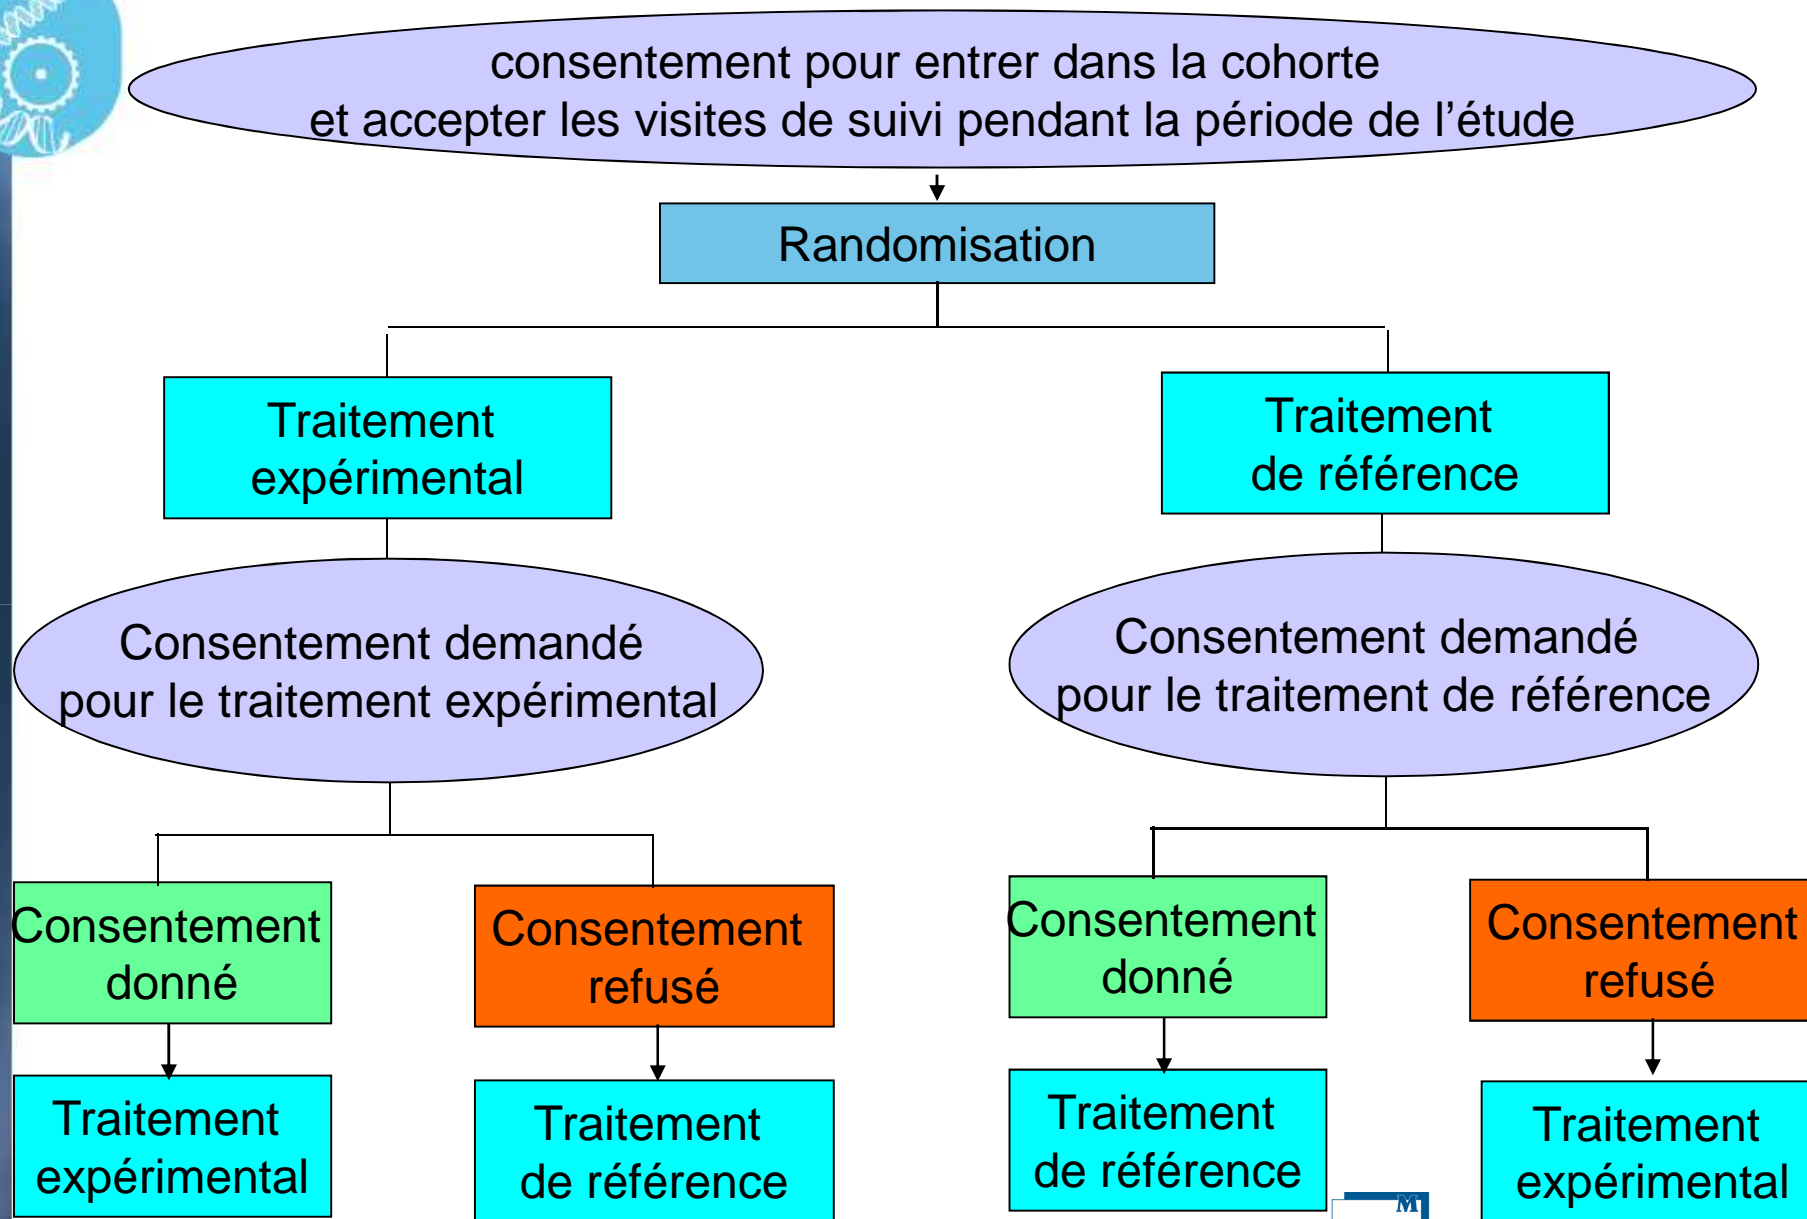 consentement pour entrer dans la cohorte
et accepter les visites de suivi pendant la période de l’étude
Randomisation
Traitement
expérimental
Traitement
de référence
Consentement demandé
pour le traitement expérimental
Consentement demandé
pour le traitement de référence
Consentement
donné
Consentement
refusé
Consentement
donné
Consentement
refusé
Traitement
expérimental
Traitement
de référence
Traitement
de référence
Traitement
expérimental
M